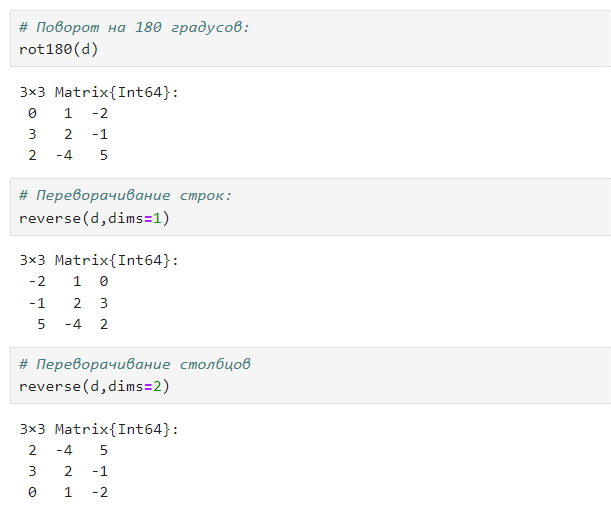 # Поворот на 180 градусов:
rot180(d)
3×3 Matrix{Int64}:
 0   1  -2
 3   2  -1
 2  -4   5
# Переворачивание строк:
reverse(d,dims=1)
3×3 Matrix{Int64}:
 -2   1  0
 -1   2  3
  5  -4  2
# Переворачивание столбцов
reverse(d,dims=2)
3×3 Matrix{Int64}:
 2  -4   5
 3   2  -1
 0   1  -2